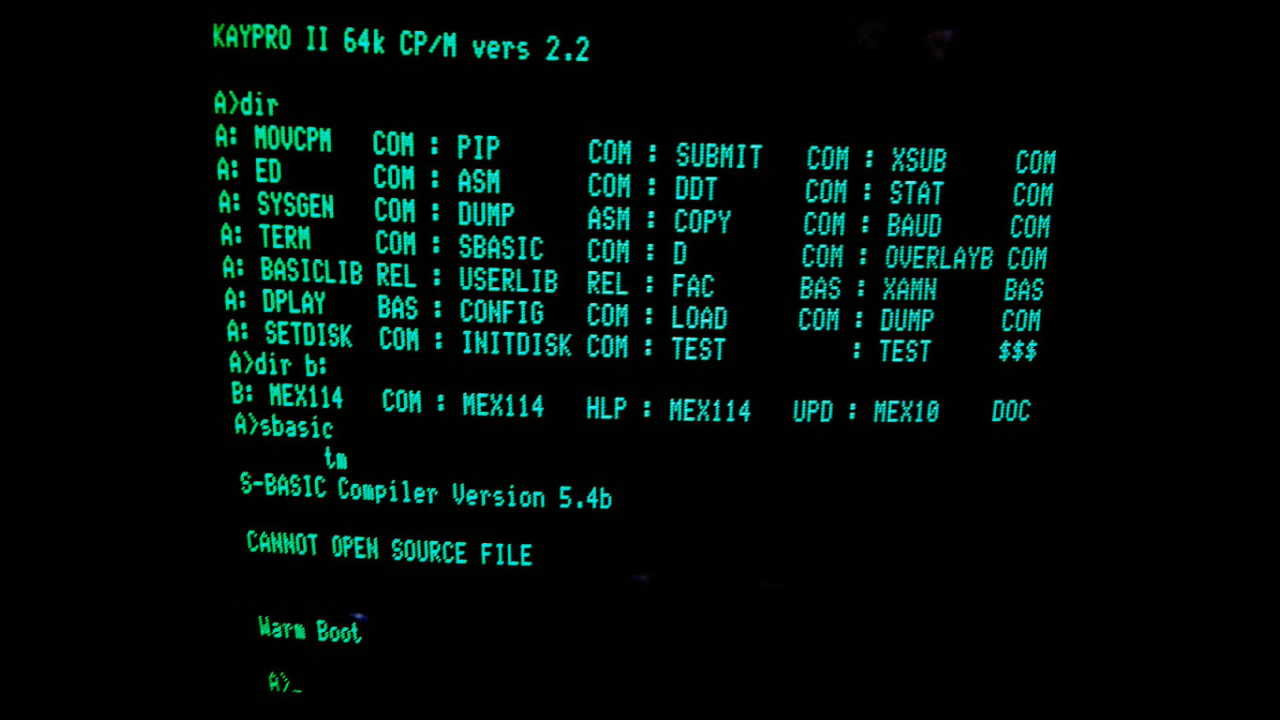 KAYPRO II 64k CP/M vers 2.2
A>dir
A: MOVCPM COM : PIP COM : SUBMIT COM : XSUB COM
A: ED COM : ASM COM : DDT COM : STAT COM
A: SYSGEN COM : DUMP ASM : COPY COM : BAUD COM
A: TERM COM : SBASIC COM : D COM : OVERLAYB COM
A: BASICLIB REL : USERLIB REL : FAC BAS : XAMN BAS
A: DPLAY BAS : CONFIG COM : LOAD COM : DUMP COM
A: SETDISK COM : INITDISK COM : TEST : TEST $$$
A>dir b:
B: MEX114 COM : MEX114 HLP : MEX114 UPD : MEX10 DOC
A>sbasic
tm
S-BASIC Compiler Version 5.4b
CANNOT OPEN SOURCE FILE
Warm Boot
A>_